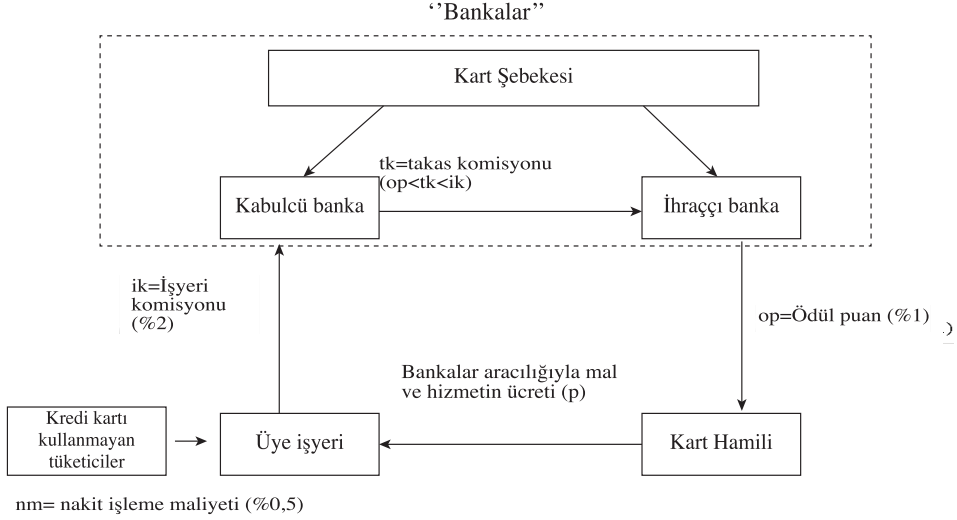 ‘’Bankalar’’
Kart Şebekesi
tk=takas komisyonu
(op<tk<ik)
Kabulcü banka
İhraççı banka
ik=İşyeri
komisyonu
(%2)
op=Ödül puan (%1)
Bankalar aracılığıyla mal
ve hizmetin ücreti (p)
Kredi kartı
kullanmayan
tüketiciler
Üye işyeri
Kart Hamili
nm= nakit işleme maliyeti (%0,5)